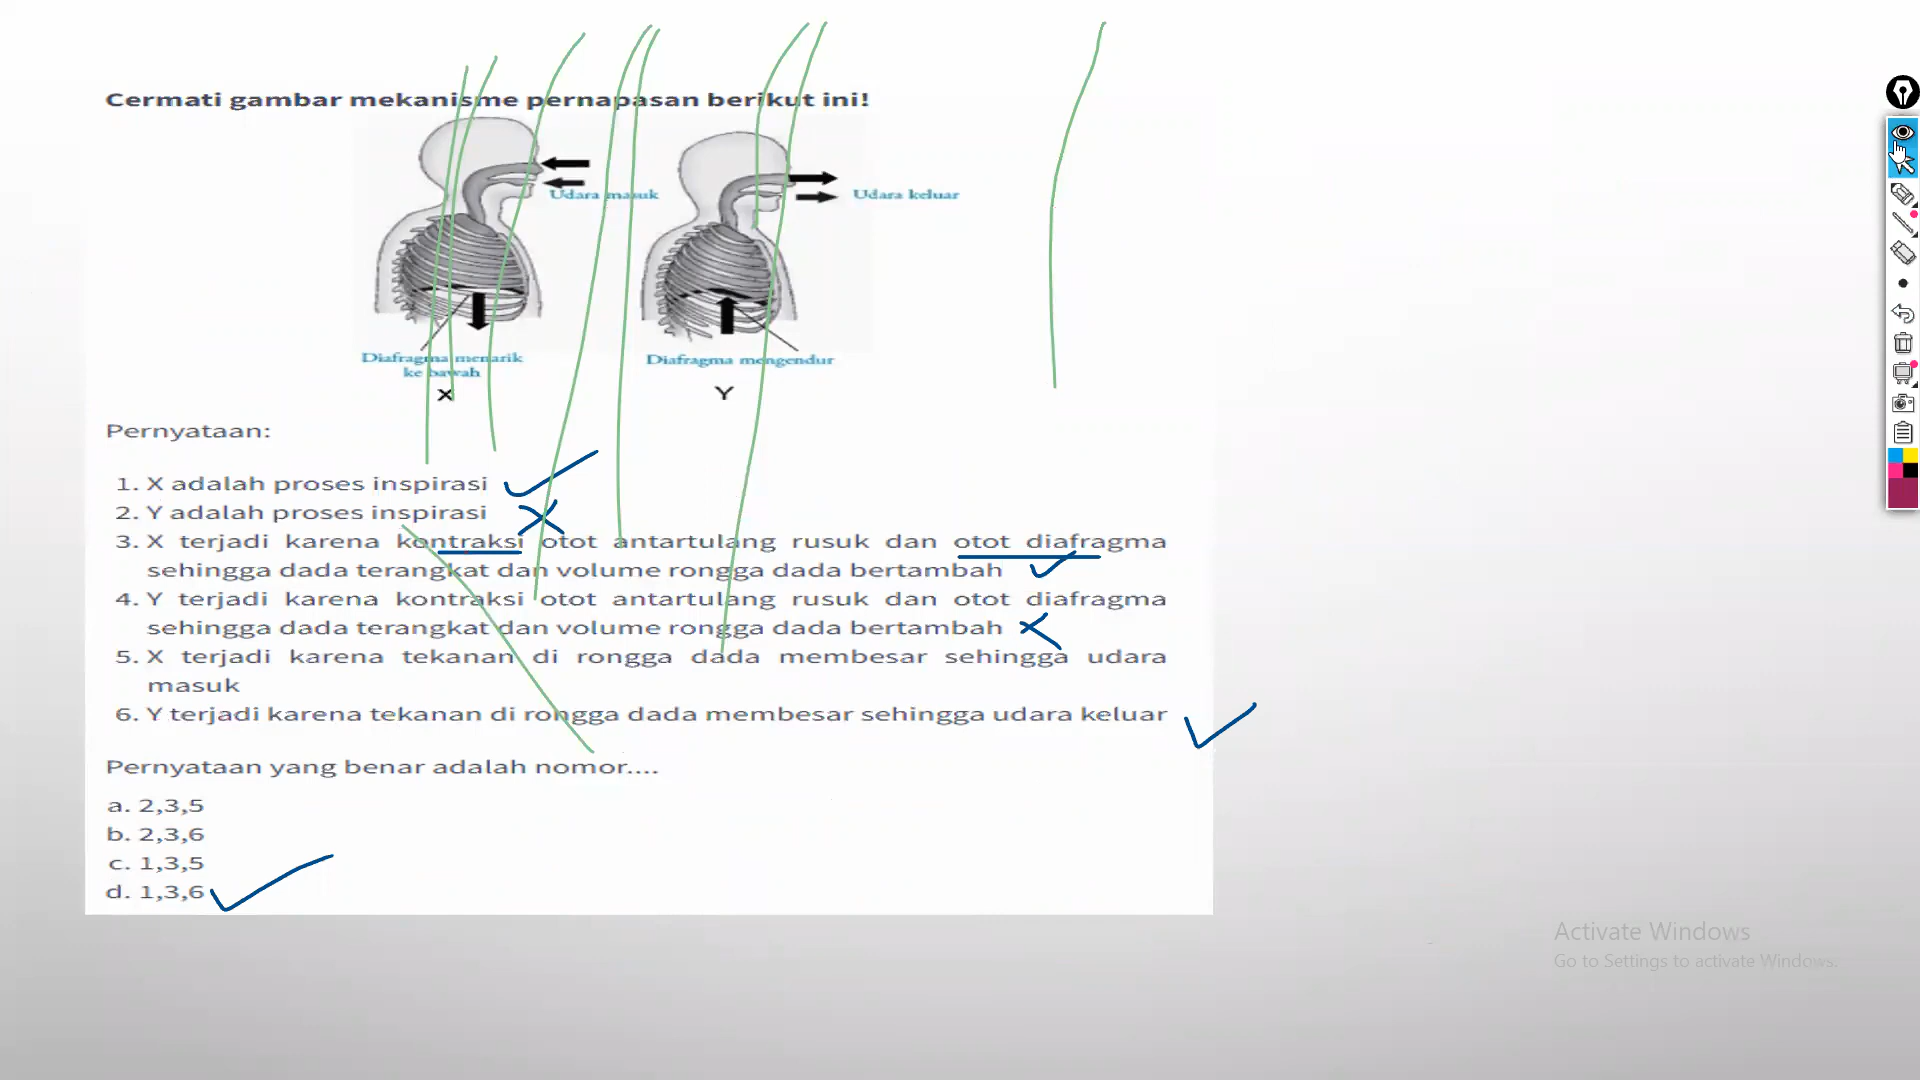 Cermati gambar mekanisme pernapasan berikut ini!
Udara masuk
Udara keluar
Diafragma menarik
ke bawah
Diafragma mengendur
X
Y
Pernyataan:
1. X adalah proses inspirasi
2. Y adalah proses inspirasi
3. X terjadi karena kontraksi otot antartulang rusuk dan otot diafragma
sehingga dada terangkat dan volume rongga dada bertambah
4. Y terjadi karena kontraksi otot antartulang rusuk dan otot diafragma
sehingga dada terangkat dan volume rongga dada bertambah
5. X terjadi karena tekanan di rongga dada membesar sehingga udara
masuk
6. Y terjadi karena tekanan di rongga dada membesar sehingga udara keluar
Pernyataan yang benar adalah nomor....
a. 2,3,5
b. 2,3,6
c. 1,3,5
d. 1,3,6
Activate Windows
Go to Settings to activate Windows.